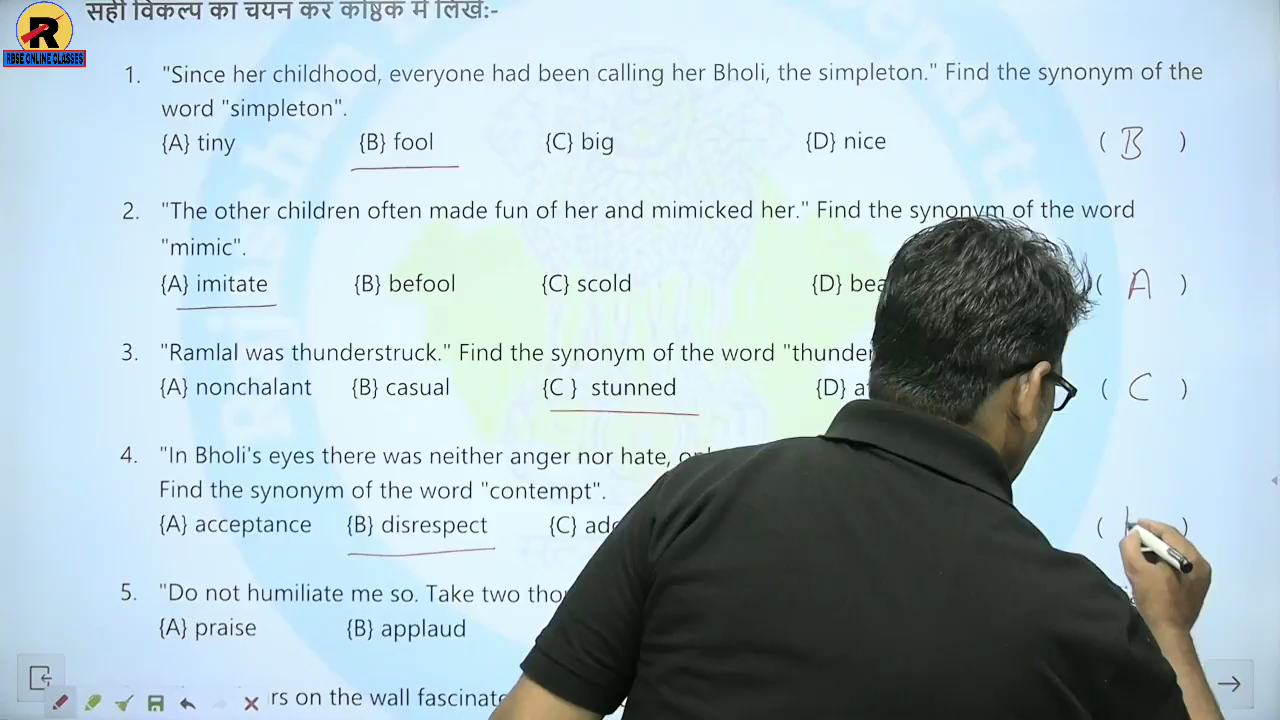 सही विकल्प का चयन कर कोष्ठक में लिखें:-
R
RBSE ONLINE CLASSES
1. "Since her childhood, everyone had been calling her Bholi, the simpleton." Find the synonym of the
word "simpleton".
{A} tiny {B} fool {C} big {D} nice ( B )
2. "The other children often made fun of her and mimicked her." Find the synonym of the word
"mimic".
{A} imitate {B} befool {C} scold {D} ( A )
3. "Ramlal was thunderstruck." Find the synonym of the word
{A} nonchalant {B} casual {C } stunned {D} ( C )
4. "In Bholi's eyes there was neither anger nor hate,
Find the synonym of the word "contempt".
{A} acceptance {B} disrespect {C} ( )
5. "Do not humiliate me so. Take two
{A} praise {B} applaud
on the wall